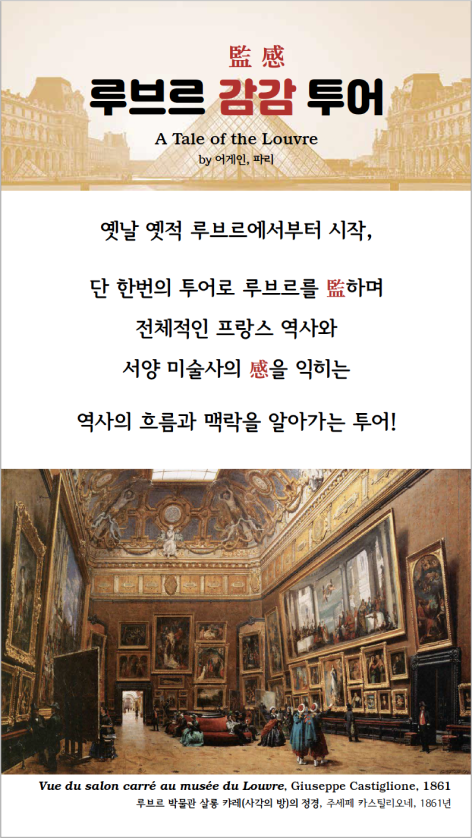 監 感
루브르 감감 투어
A Tale of the Louvre
by 어게인, 파리
옛날 옛적 루브르에서부터 시작,
단 한번의 투어로 루브르를 監하며
전체적인 프랑스 역사와
서양 미술사의 感을 익히는
역사의 흐름과 맥락을 알아가는 투어!
Vue du salon carré au musée du Louvre, Giuseppe Castiglione, 1861
루브르 박물관 살롱 캬레(사각의 방)의 정경, 주세페 카스틸리오네, 1861년